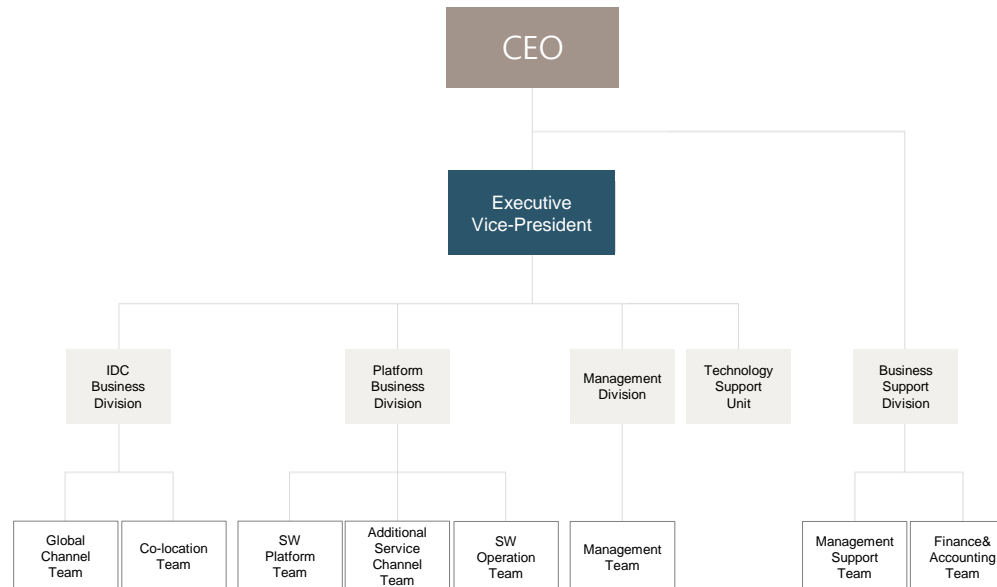 CEO
Executive
Vice-President
IDC
Business
Division
Platform
Business
Division
Management
Division
Technology
Support
Unit
Business
Support
Division
Global
Channel
Team
Co-location
Team
SW
Platform
Team
Additional
Service
Channel
Team
SW
Operation
Team
Management
Team
Management
Support
Team
Finance&
Accounting
Team